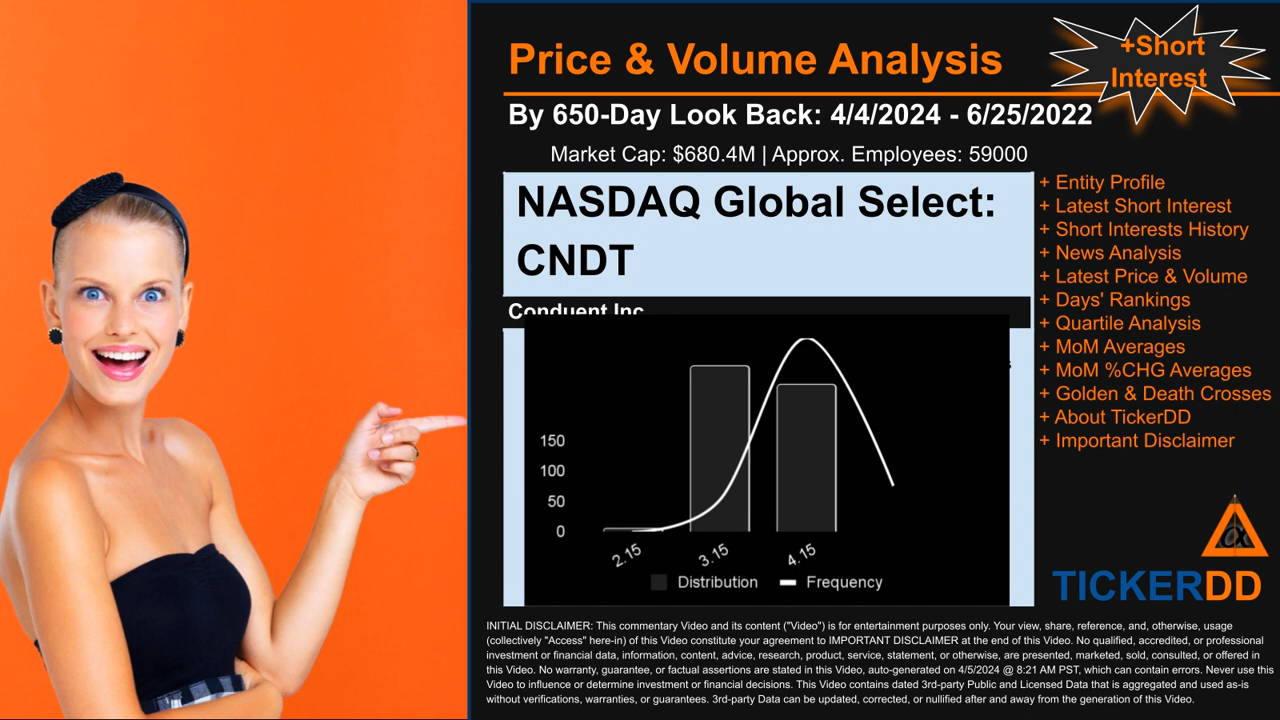 Price & Volume Analysis
+Short
Interest
By 650-Day Look Back: 4/4/2024 - 6/25/2022
Market Cap: $680.4M | Approx. Employees: 59000
NASDAQ Global Select:
CNDT
Conduent Inc
150
100
50
0
2.15
3.15
4.15
Distribution
Frequency
+ Entity Profile
+ Latest Short Interest
+ Short Interests History
+ News Analysis
+ Latest Price & Volume
+ Days' Rankings
+ Quartile Analysis
+ MoM Averages
+ MoM %CHG Averages
+ Golden & Death Crosses
+ About TickerDD
+ Important Disclaimer
TICKERDD
INITIAL DISCLAIMER: This commentary Video and its content ("Video") is for entertainment purposes only. Your view, share, reference, and, otherwise, usage
(collectively "Access" here-in) of this Video constitute your agreement to IMPORTANT DISCLAIMER at the end of this Video. No qualified, accredited, or professional
investment or financial data, information, content, advice, research, product, service, statement, or otherwise, are presented, marketed, sold, consulted, or offered in
this Video. No warranty, guarantee, or factual assertions are stated in this Video, auto-generated on 4/5/2024 @ 8:21 AM PST, which can contain errors. Never use this
Video to influence or determine investment or financial decisions. This Video contains dated 3rd-party Public and Licensed Data that is aggregated and used as-is
without verifications, warranties, or guarantees. 3rd-party Data can be updated, corrected, or nullified after and away from the generation of this Video.